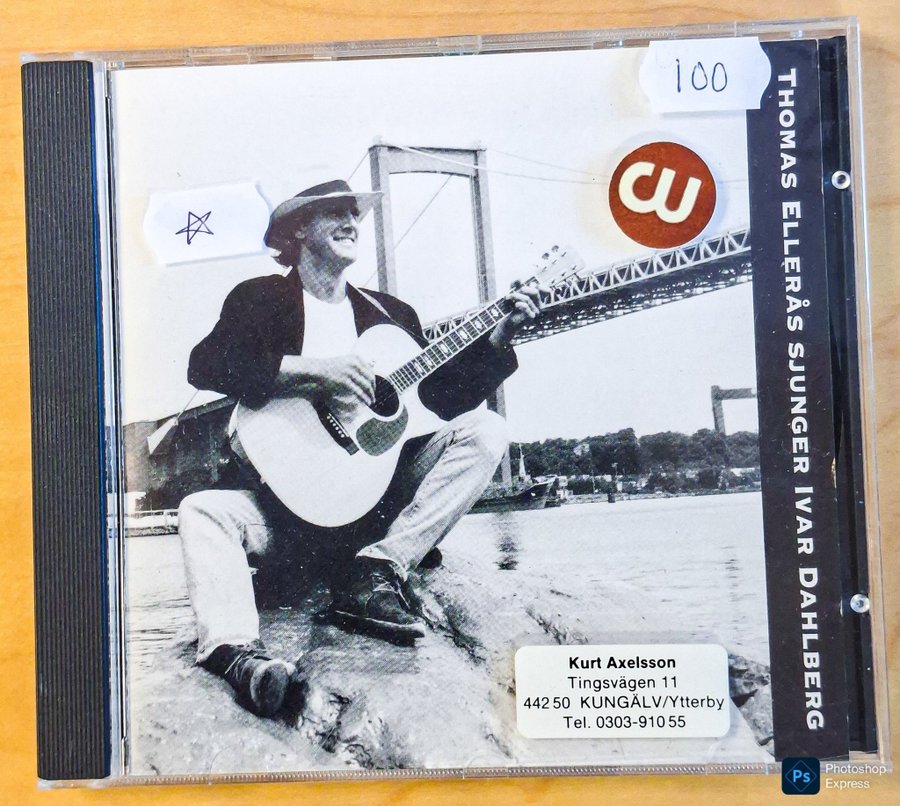 100
THOMAS ELLERÅS SJUNGER IVAR DAHLBERG
Kurt Axelsson
Tingsvägen 11
442 50 KUNGÄLV/Ytterby
Tel. 0303-910 55
Ps Photoshop
Express